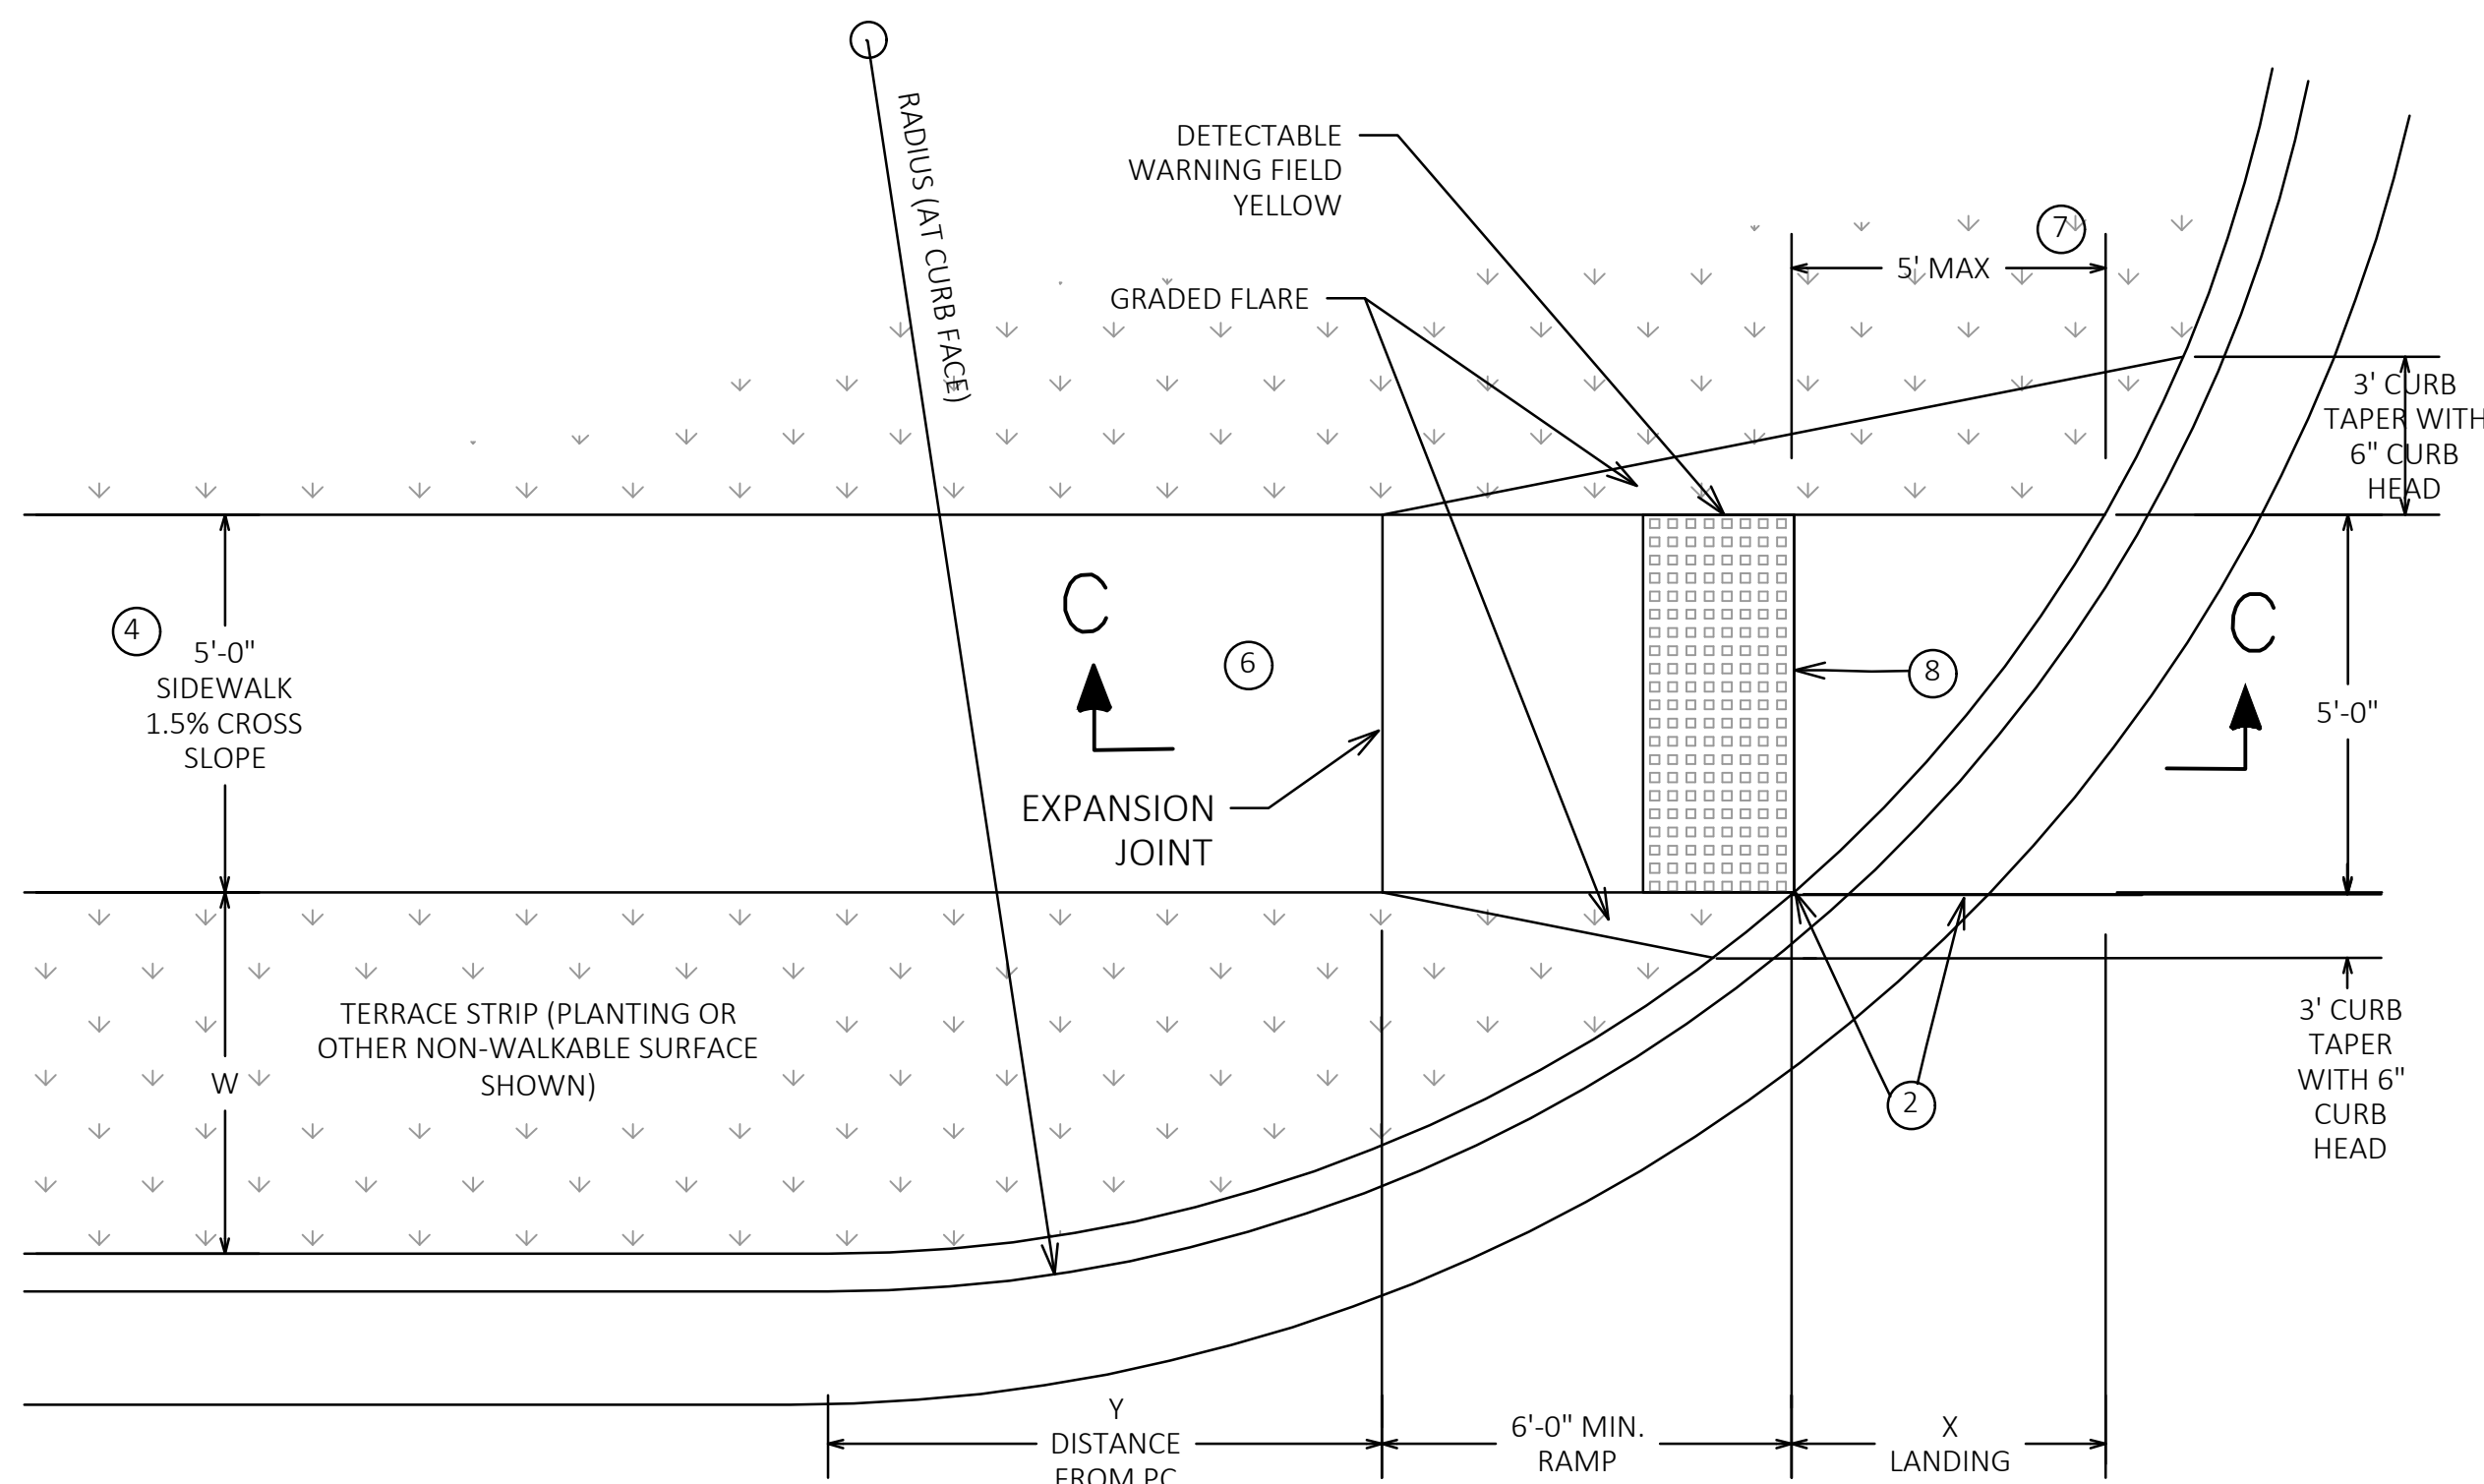 RADIUS (AT CURB FACE)
DETECTABLE
WARNING FIELD
YELLOW
GRADED FLARE
7
5' MAX
3' CURB
TAPER WITH
6" CURB
HEAD
4
5'-0"
SIDEWALK
1.5% CROSS
SLOPE
C
6
8
C
5'-0"
EXPANSION
JOINT
TERRACE STRIP (PLANTING OR
OTHER NON-WALKABLE SURFACE
SHOWN)
W
2
3' CURB
TAPER
WITH 6"
CURB
HEAD
Y
DISTANCE
FROM PC
6'-0" MIN.
RAMP
X
LANDING